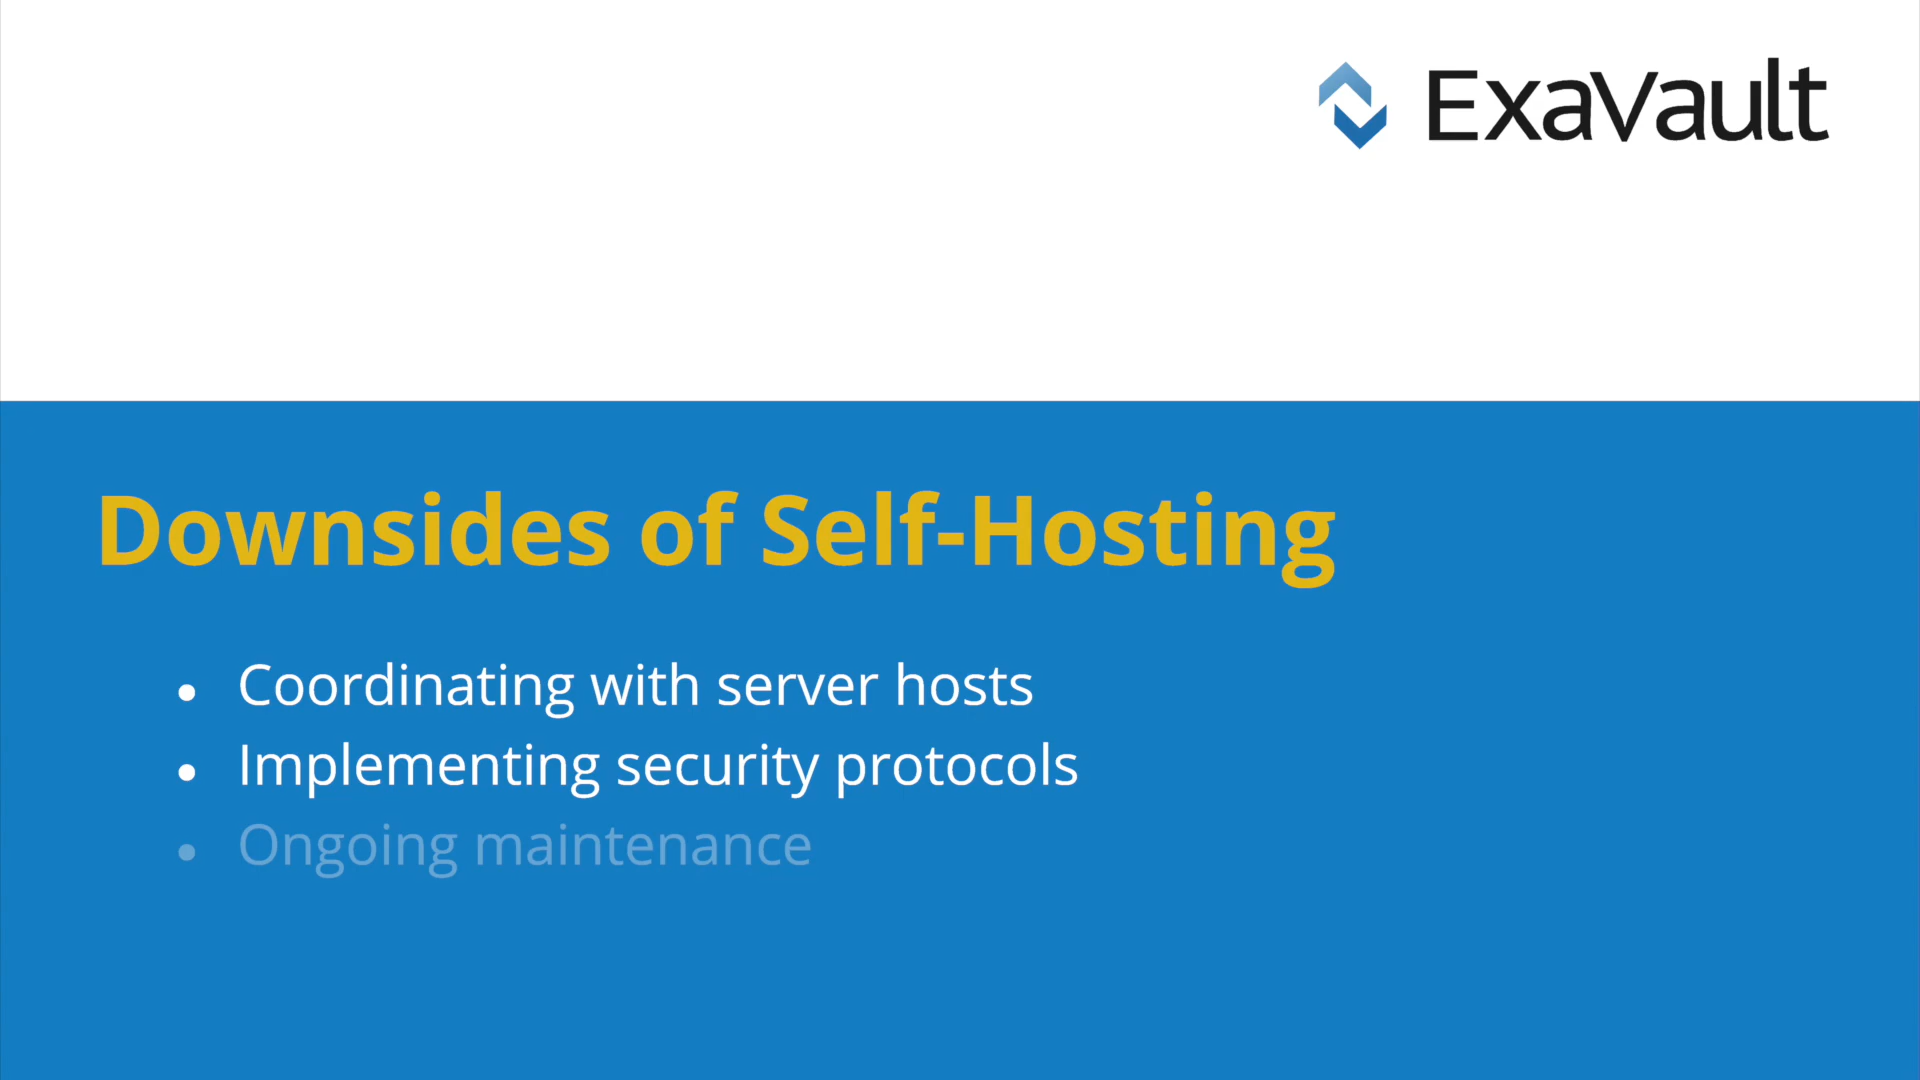 ExaVault
Downsides of Self-Hosting
• Coordinating with server hosts
• Implementing security protocols
• Ongoing maintenance